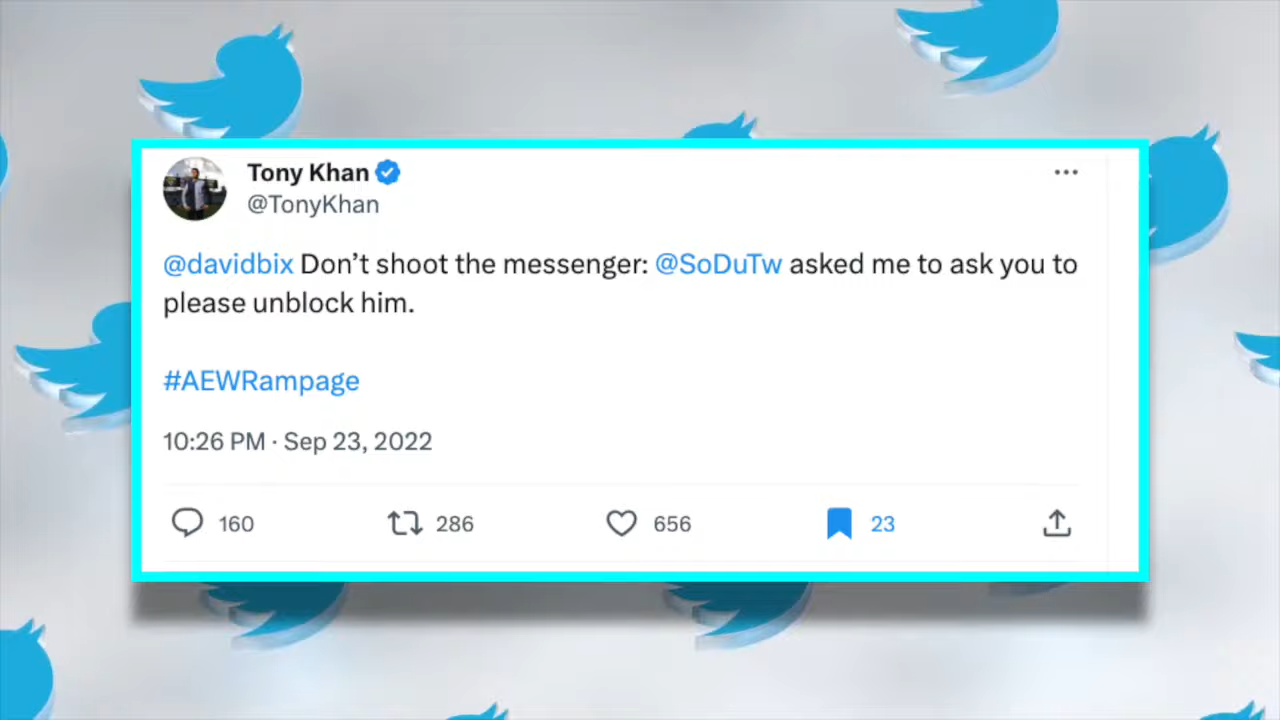 Tony Khan
@TonyKhan
@davidbix Don’t shoot the messenger: @SoDuTw asked me to ask you to
please unblock him.
#AEWRampage
10:26 PM · Sep 23, 2022
160 286 656 23